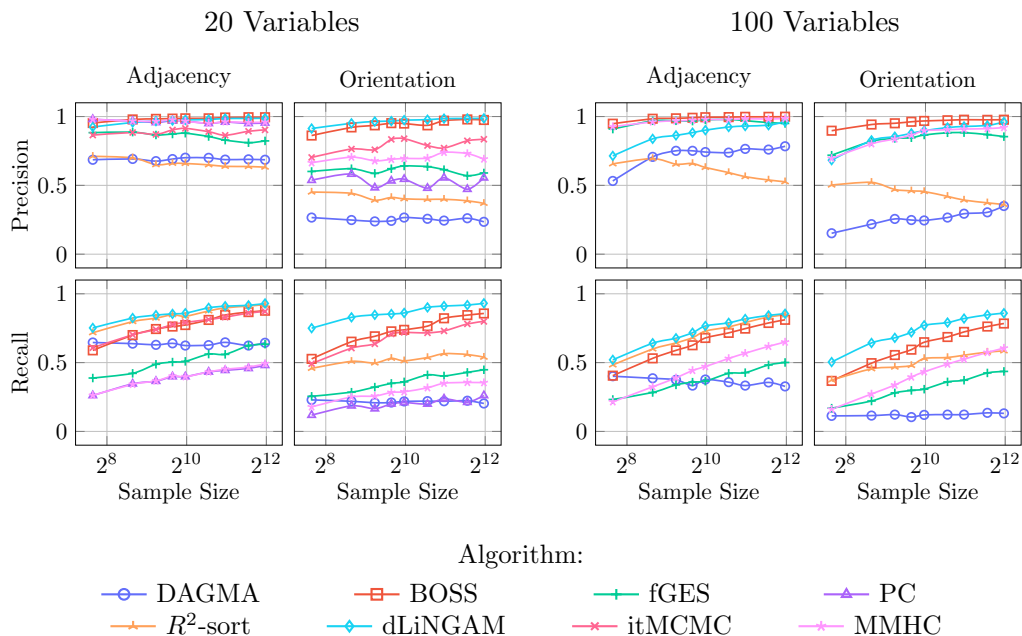 20 Variables 100 Variables
Adjacency Orientation Adjacency Orientation
Precision
1
0.5
0
1
0.5
0
Recall
1
0.5
0
1
0.5
0
2^8 2^10 2^12 2^8 2^10 2^12 2^8 2^10 2^12 2^8 2^10 2^12
Sample Size Sample Size Sample Size Sample Size
Algorithm:
DAGMA BOSS fGES PC
R^2-sort dLiNGAM itMCMC MMHC